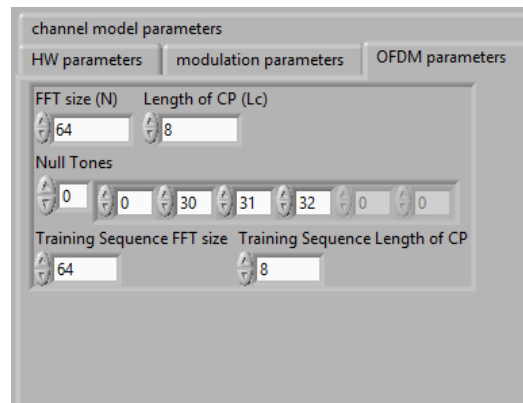 channel model parameters
HW parameters modulation parameters OFDM parameters
FFT size (N) Length of CP (Lc)
64 8
Null Tones
0 0 30 31 32 0 0
Training Sequence FFT size Training Sequence Length of CP
64 8